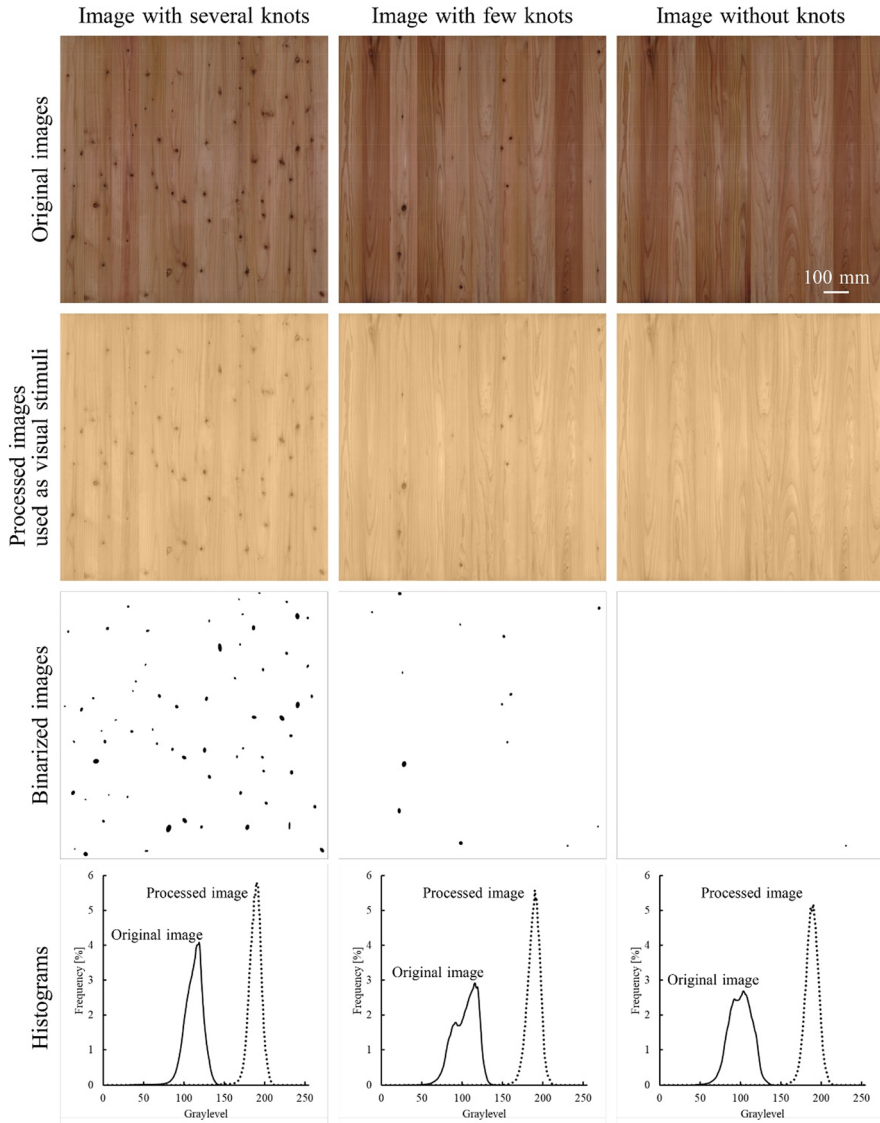 Image with several knots
Image with few knots
Image without knots
Original images
100 mm
Processed images
used as visual stimuli
Binarized images
Histograms
Frequency [%]
6
5
4
3
2
1
0
Processed image
Original image
0 50 100 150 200 250
Graylevel
Frequency [%]
6
5
4
3
2
1
0
Processed image
Original image
0 50 100 150 200 250
Graylevel
Frequency [%]
6
5
4
3
2
1
0
Processed image
Original image
0 50 100 150 200 250
Graylevel